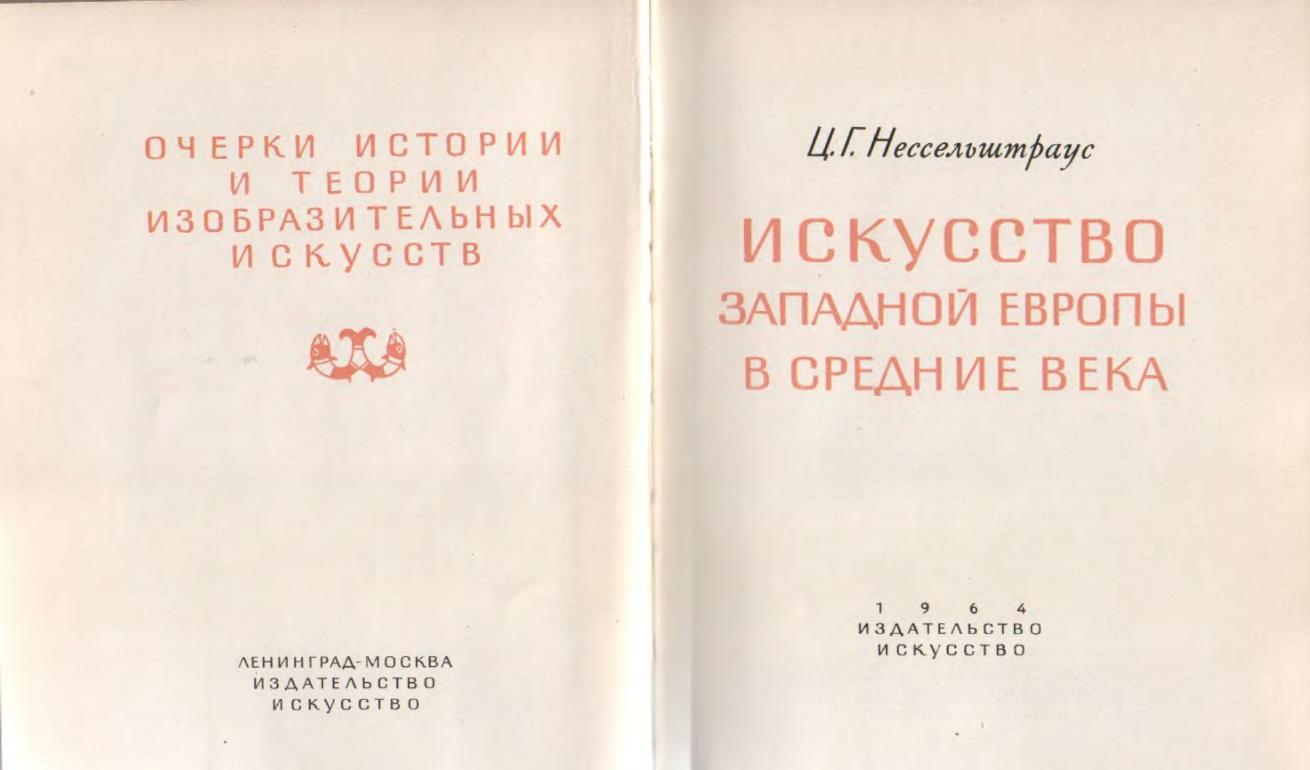 ОЧЕРКИ ИСТОРИИ
И ТЕОРИИ
ИЗОБРАЗИТЕЛЬНЫХ
ИСКУССТВ
ЛЕНИНГРАД-МОСКВА
ИЗДАТЕЛЬСТВО
ИСКУССТВО
Ц. Г. Нессельштраус
ИСКУССТВО
ЗАПАДНОЙ ЕВРОПЫ
В СРЕДНИЕ ВЕКА
1964
ИЗДАТЕЛЬСТВО
ИСКУССТВО